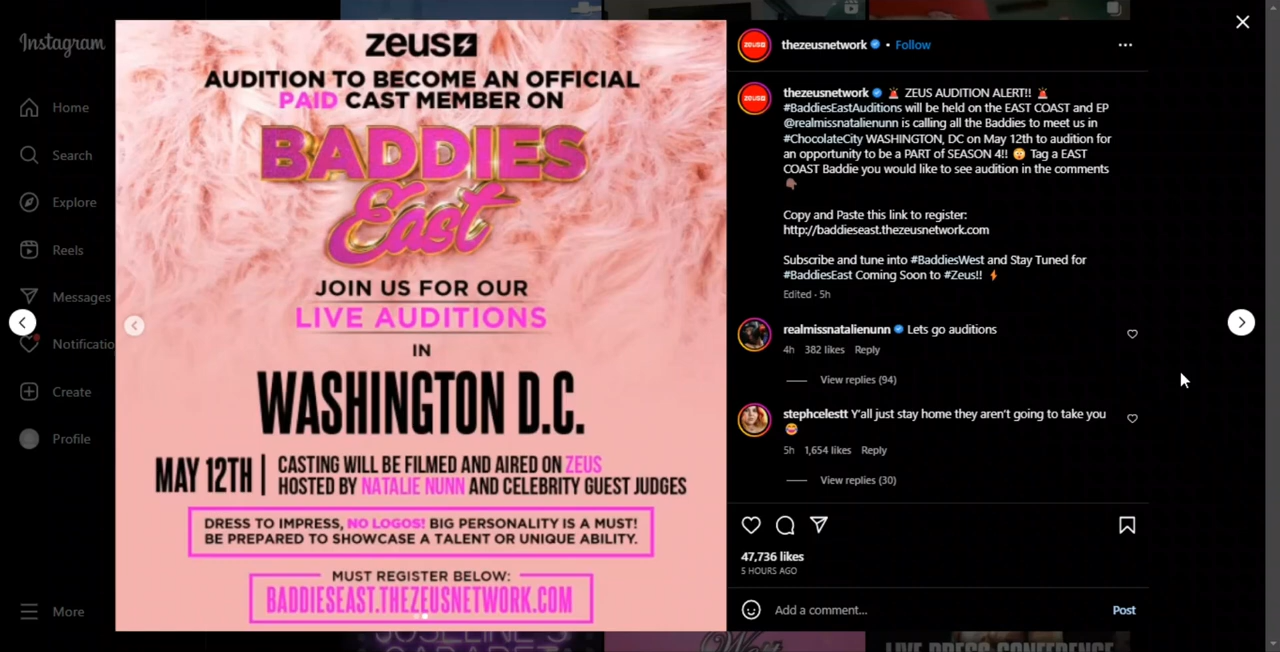 Instagram
Home
Search
Explore
Reels
Messages
Notificatio
Create
Profile
More
zeus
AUDITION TO BECOME AN OFFICIAL
PAID CAST MEMBER ON
BADDIES
East
JOIN US FOR OUR
LIVE AUDITIONS
IN
WASHINGTON D.C.
MAY 12TH
CASTING WILL BE FILMED AND AIRED ON ZEUS
HOSTED BY NATALIE NUNN AND CELEBRITY GUEST JUDGES
DRESS TO IMPRESS, NO LOGOS! BIG PERSONALITY IS A MUST!
BE PREPARED TO SHOWCASE A TALENT OR UNIQUE ABILITY.
MUST REGISTER BELOW:
BADDIESEAST.THEZEUSNETWORK.COM
zeus
thezeusnetwork • Follow
zeus
thezeusnetwork 🚨 ZEUS AUDITION ALERT!! 🚨
#BaddiesEastAuditions will be held on the EAST COAST and EP
@realmissnatalienunn is calling all the Baddies to meet us in
#ChocolateCity WASHINGTON, DC on May 12th to audition for
an opportunity to be a PART of SEASON 4!! 😳 Tag a EAST
COAST Baddie you would like to see audition in the comments
👇🏽
Copy and Paste this link to register:
http://baddieseast.thezeusnetwork.com
Subscribe and tune into #BaddiesWest and Stay Tuned for
#BaddiesEast Coming Soon to #Zeus!! ⚡
Edited · 5h
realmissnatalienunn Lets go auditions
4h 382 likes Reply
View replies (94)
stephcelestt Y'all just stay home they aren't going to take you
😂
5h 1,654 likes Reply
View replies (30)
47,736 likes
5 HOURS AGO
Add a comment...
Post
JOSELINE'S
CABARET
West
LIVE PRESS CONFERENCE